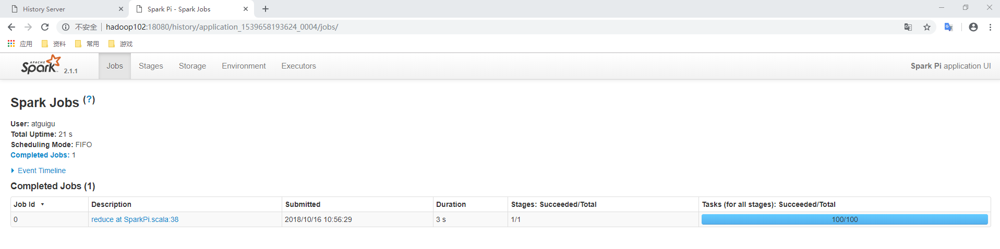 History Server
Spark Pi - Spark Jobs
不安全 hadoop102:18080/history/application_1539658193624_0004/jobs/
应用 资料 常用 游戏
APACHE Spark 2.1.1 Jobs Stages Storage Environment Executors Spark Pi application UI
Spark Jobs (?)
User: atguigu
Total Uptime: 21 s
Scheduling Mode: FIFO
Completed Jobs: 1
Event Timeline
Completed Jobs (1)
Job Id Description Submitted Duration Stages: Succeeded/Total Tasks (for all stages): Succeeded/Total
0 reduce at SparkPi.scala:38 2018/10/16 10:56:29 3 s 1/1 100/100